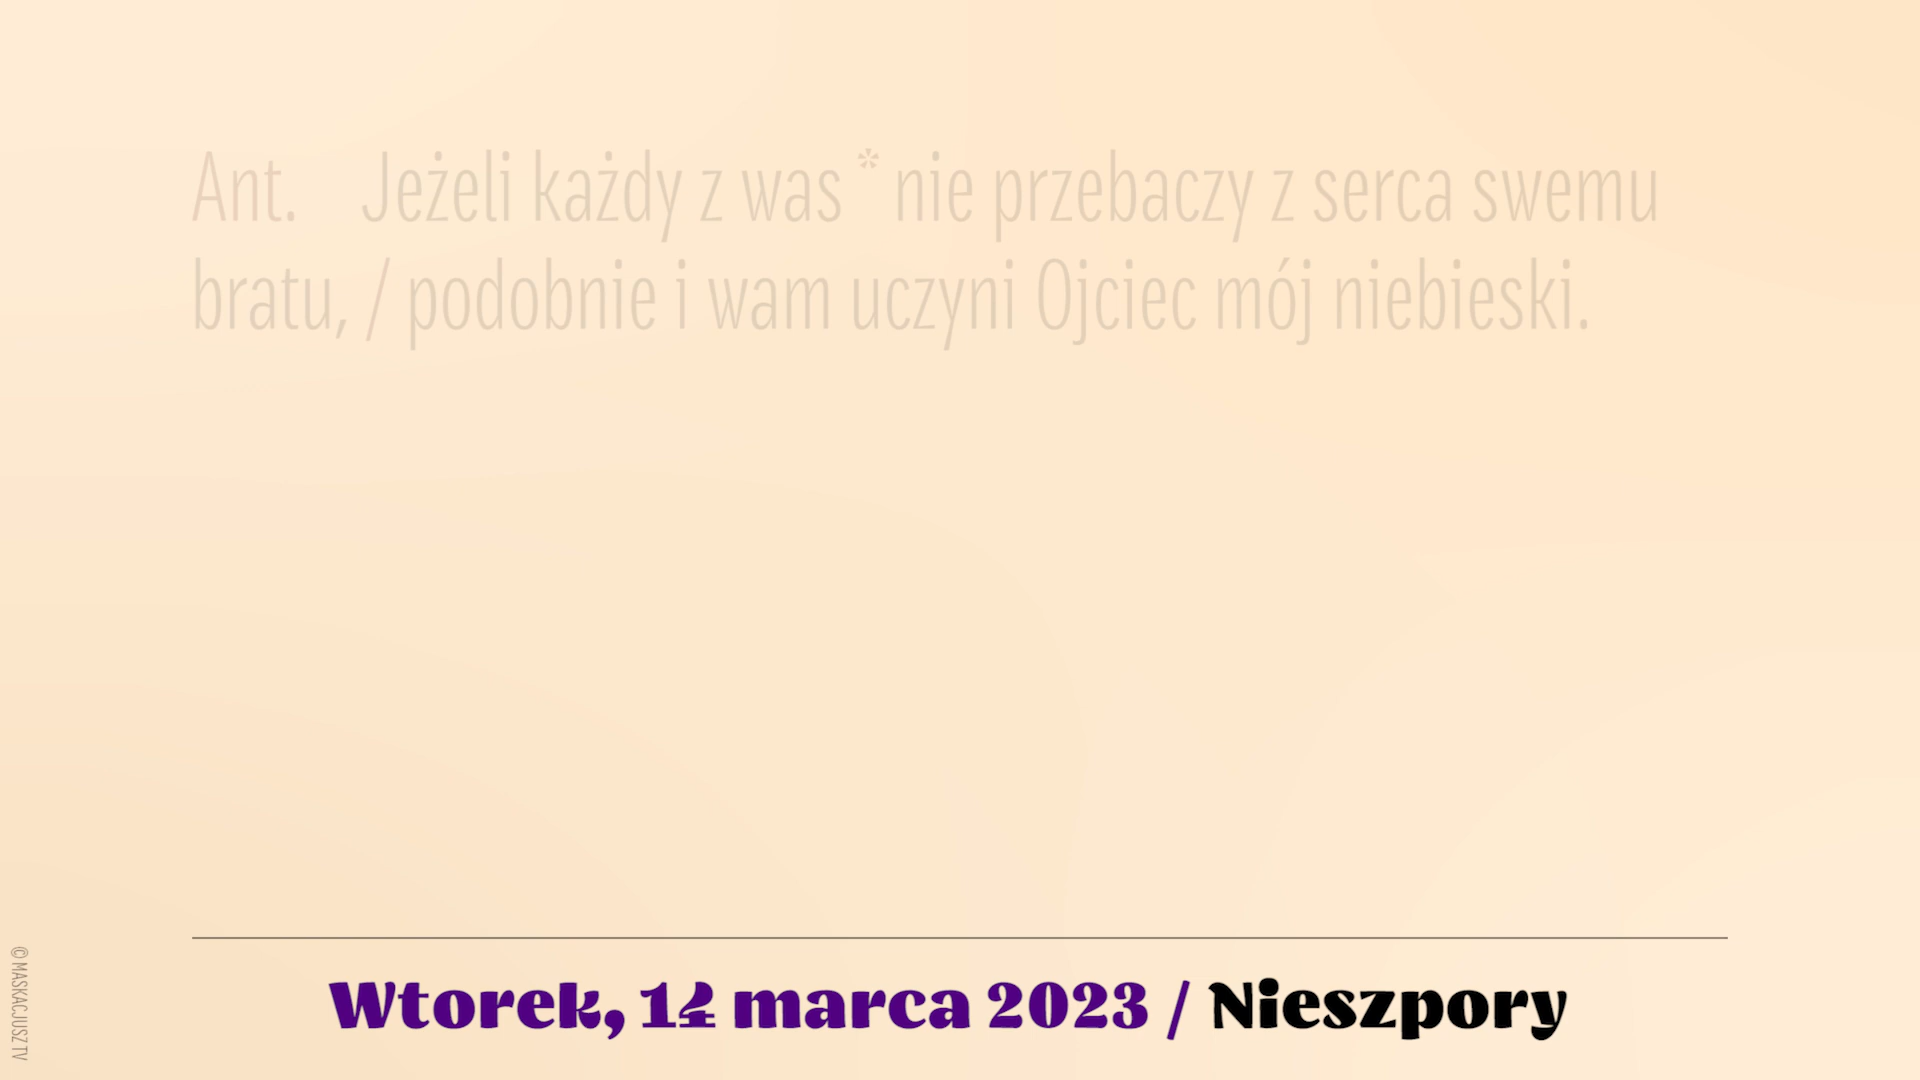 Ant. Jeżeli każdy z was * nie przebaczy z serca swemu
bratu, / podobnie i wam uczyni Ojciec mój niebieski.
Wtorek, 14 marca 2023 / Nieszpory
© MASKACJUSZ TV